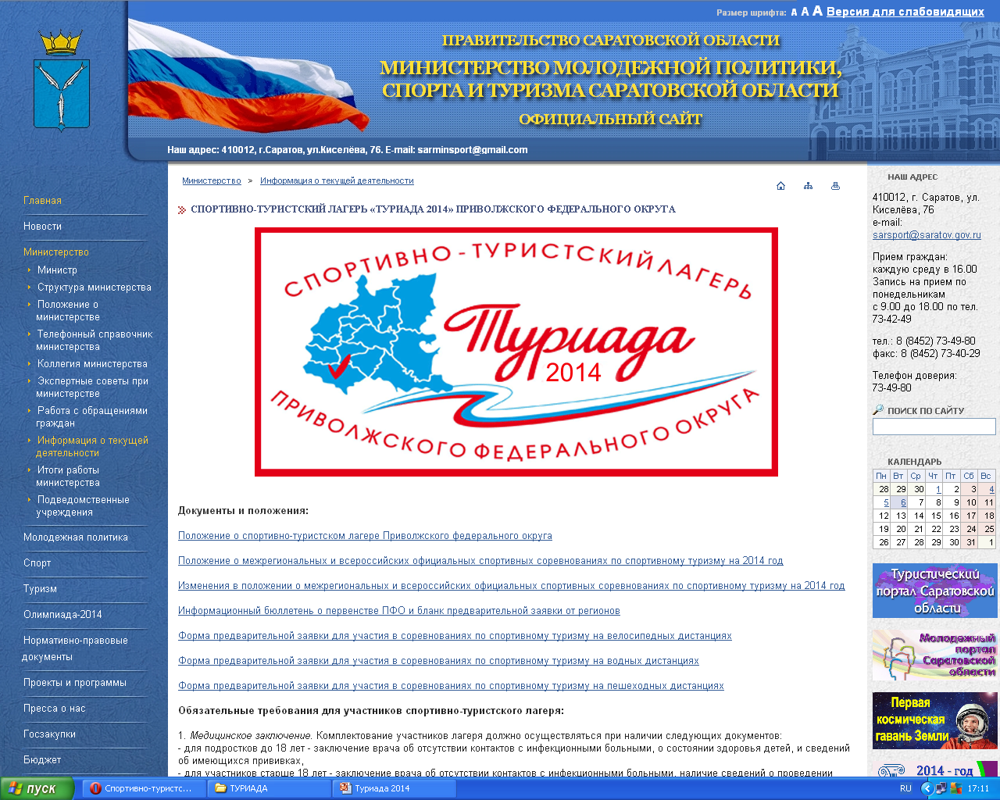 Размер шрифта: А А А Версия для слабовидящих
ПРАВИТЕЛЬСТВО САРАТОВСКОЙ ОБЛАСТИ
МИНИСТЕРСТВО МОЛОДЕЖНОЙ ПОЛИТИКИ,
СПОРТА И ТУРИЗМА САРАТОВСКОЙ ОБЛАСТИ
ОФИЦИАЛЬНЫЙ САЙТ
Наш адрес: 410012, г.Саратов, ул.Киселёва, 76. E-mail: sarminsport@gmail.com
Главная
Новости
Министерство
Министр
Структура министерства
Положение о
министерстве
Телефонный справочник
министерства
Коллегия министерства
Экспертные советы при
министерстве
Работа с обращениями
граждан
Информация о текущей
деятельности
Итоги работы
министерства
Подведомственные
учреждения
Молодежная политика
Спорт
Туризм
Олимпиада-2014
Нормативно-правовые
документы
Проекты и программы
Пресса о нас
Госзакупки
Бюджет
Министерство > Информация о текущей деятельности
СПОРТИВНО-ТУРИСТСКИЙ ЛАГЕРЬ «ТУРИАДА 2014» ПРИВОЛЖСКОГО ФЕДЕРАЛЬНОГО ОКРУГА
СПОРТИВНО-ТУРИСТСКИЙ ЛАГЕРЬ
Туриада
2014
ПРИВОЛЖСКОГО ФЕДЕРАЛЬНОГО ОКРУГА
Документы и положения:
Положение о спортивно-туристском лагере Приволжского федерального округа
Положение о межрегиональных и всероссийских официальных спортивных соревнованиях по спортивному туризму на 2014 год
Изменения в положении о межрегиональных и всероссийских официальных спортивных соревнованиях по спортивному туризму на 2014 год
Информационный бюллетень о первенстве ПФО и бланк предварительной заявки от регионов
Форма предварительной заявки для участия в соревнованиях по спортивному туризму на велосипедных дистанциях
Форма предварительной заявки для участия в соревнованиях по спортивному туризму на водных дистанциях
Форма предварительной заявки для участия в соревнованиях по спортивному туризму на пешеходных дистанциях
Обязательные требования для участников спортивно-туристского лагеря:
1. Медицинское заключение. Комплектование участников лагеря должно осуществляться при наличии следующих документов:
- для подростков до 18 лет - заключение врача об отсутствии контактов с инфекционными больными, о состоянии здоровья детей, и сведений
об имеющихся прививках,
- для участников старше 18 лет - заключение врача об отсутствии контактов с инфекционными больными, наличие сведений о проведении
НАШ АДРЕС
410012, г. Саратов, ул.
Киселёва, 76
e-mail:
sarsport@saratov.gov.ru
Прием граждан:
каждую среду в 16.00
Запись на прием по
понедельникам
с 9.00 до 18.00 по тел.
73-42-49
тел.: 8 (8452) 73-49-80
факс: 8 (8452) 73-40-29
Телефон доверия:
73-49-80
ПОИСК ПО САЙТУ
КАЛЕНДАРЬ
Пн Вт Ср Чт Пт Сб Вс
28 29 30 1 2 3 4
5 6 7 8 9 10 11
12 13 14 15 16 17 18
19 20 21 22 23 24 25
26 27 28 29 30 31 1
Туристический
портал Саратовской
области
Молодежный
портал
Саратовской
области
Первая
космическая
гавань Земли
2014 - год
пуск
Спортивно-туристс...
ТУРИАДА
Туриада 2014
RU
17:11